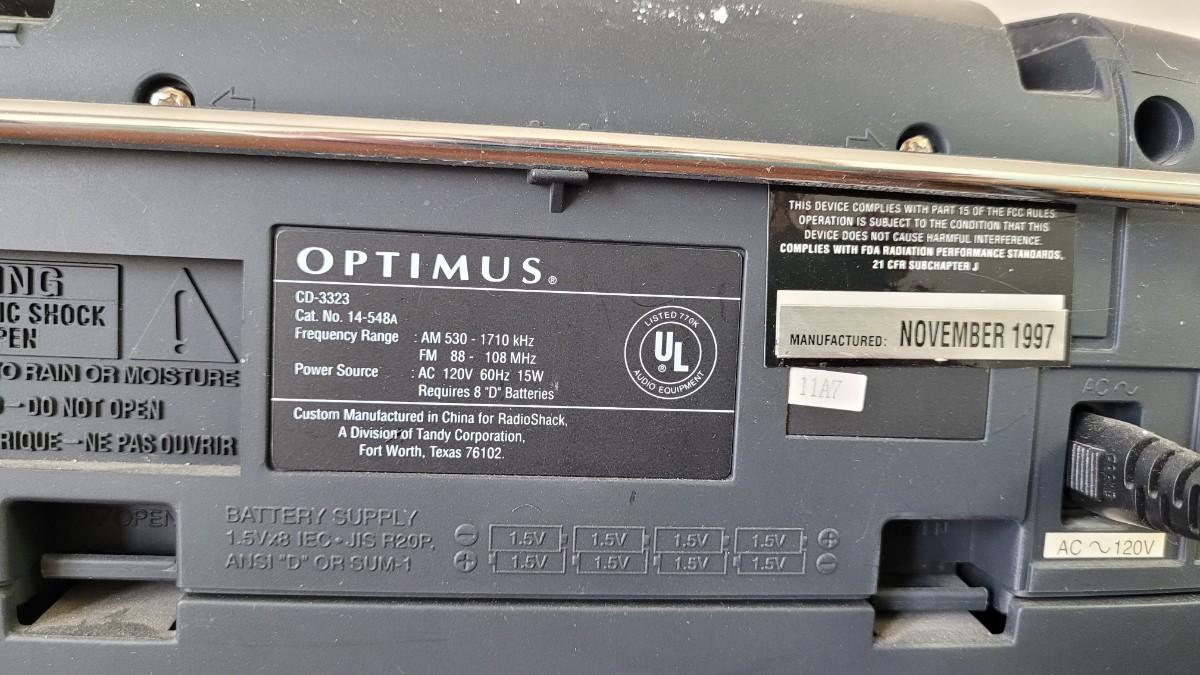 OPTIMUS®
CD-3323
Cat. No. 14-548A
Frequency Range : AM 530 - 1710 kHz
FM 88 - 108 MHz
Power Source : AC 120V 60Hz 15W
Requires 8 "D" Batteries
Custom Manufactured in China for RadioShack,
A Division of Tandy Corporation,
Fort Worth, Texas 76102.
LISTED 770K
UL®
AUDIO EQUIPMENT
THIS DEVICE COMPLIES WITH PART 15 OF THE FCC RULES
OPERATION IS SUBJECT TO THE CONDITION THAT THIS
DEVICE DOES NOT CAUSE HARMFUL INTERFERENCE.
COMPLIES WITH FDA RADIATION PERFORMANCE STANDARDS,
21 CFR SUBCHAPTER J
MANUFACTURED: NOVEMBER 1997
11A7
AC ~
AC ~ 120V
NG
IC SHOCK
PEN
!
TO RAIN OR MOISTURE
- DO NOT OPEN
RIQUE - NE PAS OUVRIR
OPEN
BATTERY SUPPLY
1.5Vx8 IEC • JIS R20P,
ANSI "D" OR SUM-1
- 1.5V 1.5V 1.5V 1.5V +
+ 1.5V 1.5V 1.5V 1.5V -